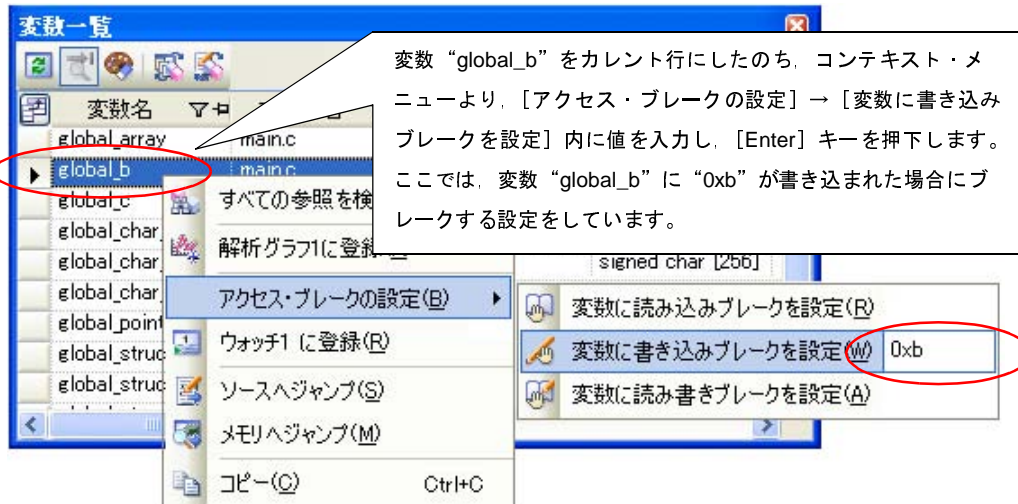 変数一覧
変数“global_b”をカレント行にしたのち，コンテキスト・メ
ニューより，［アクセス・ブレークの設定］→［変数に書き込み
ブレークを設定］内に値を入力し，［Enter］キーを押下します。
ここでは，変数“global_b”に“0xb”が書き込まれた場合にブ
レークする設定をしています。
変数名
global_array main.c
global_b main.c
global_c
global_char
global_char signed char [256]
global_char
global_point
global_struc
global_struc
すべての参照を検
解析グラフ1に登録
アクセス・ブレークの設定(B)
ウォッチ1 に登録(R)
ソースへジャンプ(S)
メモリへジャンプ(M)
コピー(C) Ctrl+C
変数に読み込みブレークを設定(R)
変数に書き込みブレークを設定(W) 0xb
変数に読み書きブレークを設定(A)